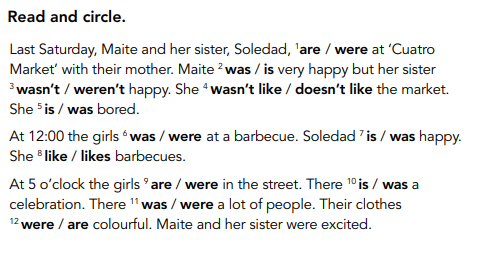 Read and circle.
Last Saturday, Maite and her sister, Soledad, ¹are / were at ‘Cuatro
Market’ with their mother. Maite ² was / is very happy but her sister
³ wasn’t / weren’t happy. She ⁴ wasn’t like / doesn’t like the market.
She ⁵ is / was bored.
At 12:00 the girls ⁶ was / were at a barbecue. Soledad ⁷ is / was happy.
She ⁸ like / likes barbecues.
At 5 o’clock the girls ⁹ are / were in the street. There ¹⁰ is / was a
celebration. There ¹¹ was / were a lot of people. Their clothes
¹² were / are colourful. Maite and her sister were excited.